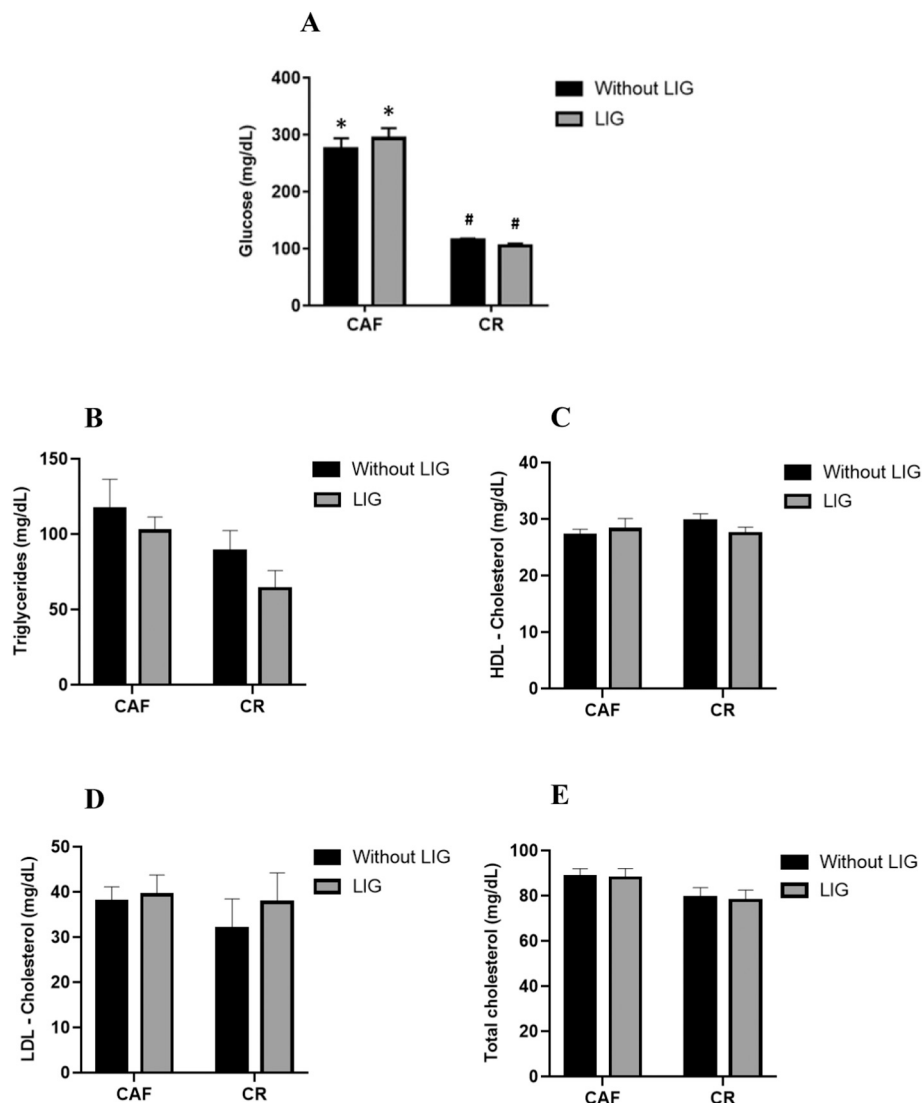 A
Glucose (mg/dL)
400
300
200
100
0
* *
# #
CAF CR
Without LIG
LIG
B
Triglycerides (mg/dL)
150
100
50
0
CAF CR
Without LIG
LIG
C
HDL - Cholesterol (mg/dL)
40
30
20
10
0
CAF CR
Without LIG
LIG
D
LDL - Cholesterol (mg/dL)
50
40
30
20
10
0
CAF CR
Without LIG
LIG
E
Total cholesterol (mg/dL)
100
80
60
40
20
0
CAF CR
Without LIG
LIG